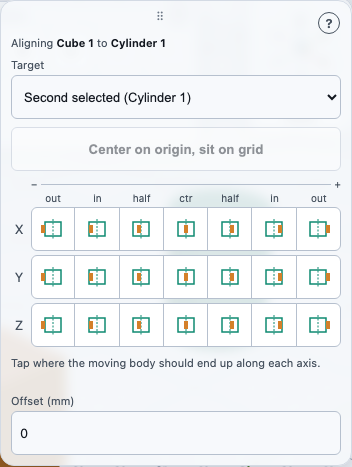 ?
Aligning Cube 1 to Cylinder 1
Target
Second selected (Cylinder 1)
Center on origin, sit on grid
− +
out in half ctr half in out
X
Y
Z
Tap where the moving body should end up along each axis.
Offset (mm)
0